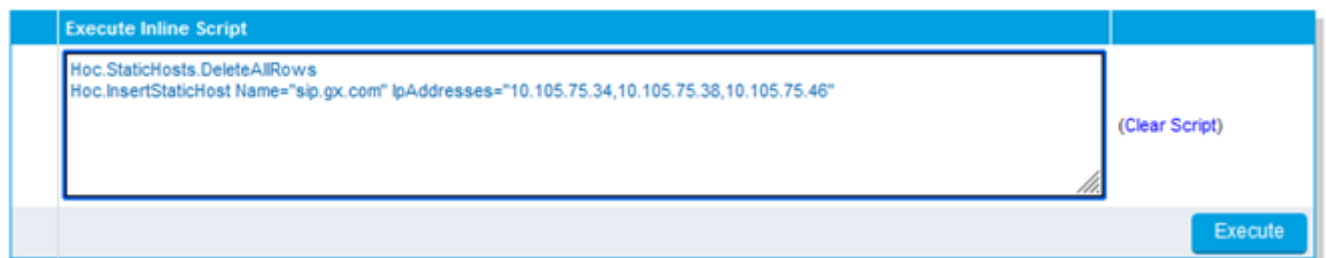 Execute Inline Script
Hoc.StaticHosts.DeleteAllRows
Hoc.InsertStaticHost Name="sip.gx.com" IpAddresses="10.105.75.34,10.105.75.38,10.105.75.46"
(Clear Script)
Execute